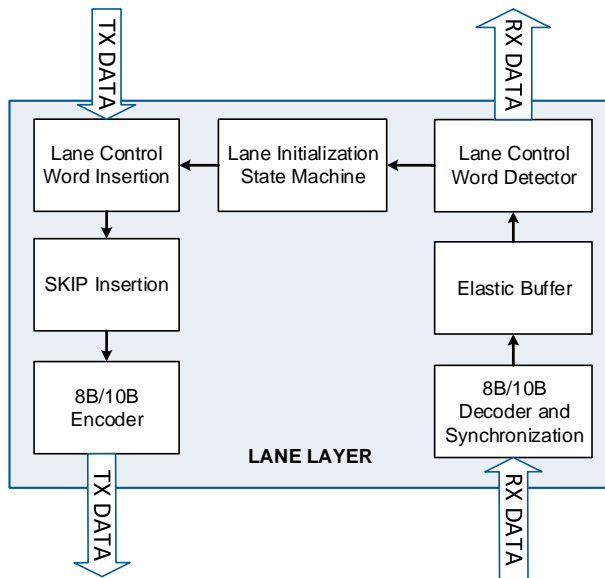 TX DATA
RX DATA
Lane Control
Word Insertion
Lane Initialization
State Machine
Lane Control
Word Detector
SKIP Insertion
Elastic Buffer
8B/10B
Encoder
8B/10B
Decoder and
Synchronization
LANE LAYER
TX DATA
RX DATA